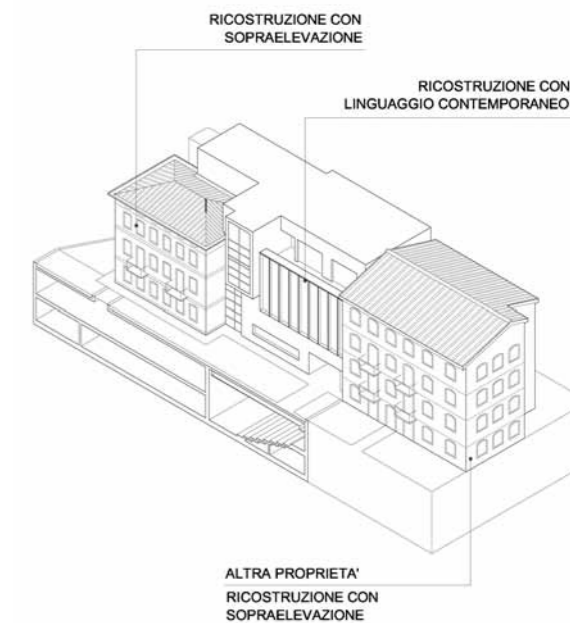 RICOSTRUZIONE CON
SOPRAELEVAZIONE
RICOSTRUZIONE CON
LINGUAGGIO CONTEMPORANEO
ALTRA PROPRIETA'
RICOSTRUZIONE CON
SOPRAELEVAZIONE